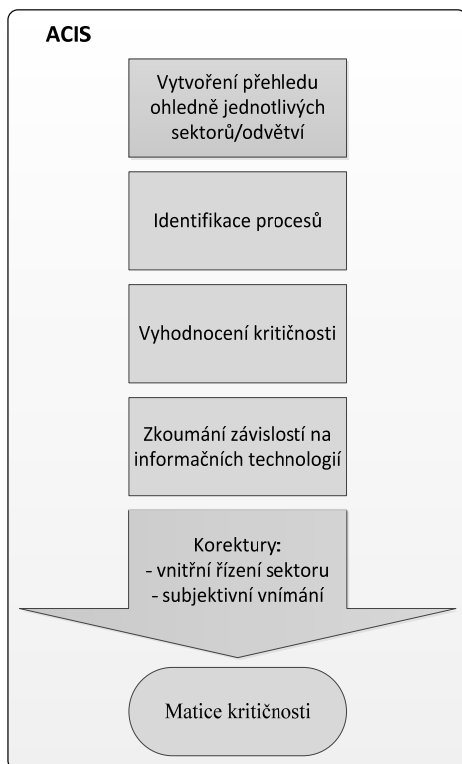 ACIS
Vytvoření přehledu
ohledně jednotlivých
sektorů/odvětví
Identifikace procesů
Vyhodnocení kritičnosti
Zkoumání závislostí na
informačních technologií
Korektury:
- vnitřní řízení sektoru
- subjektivní vnímání
Matice kritičnosti